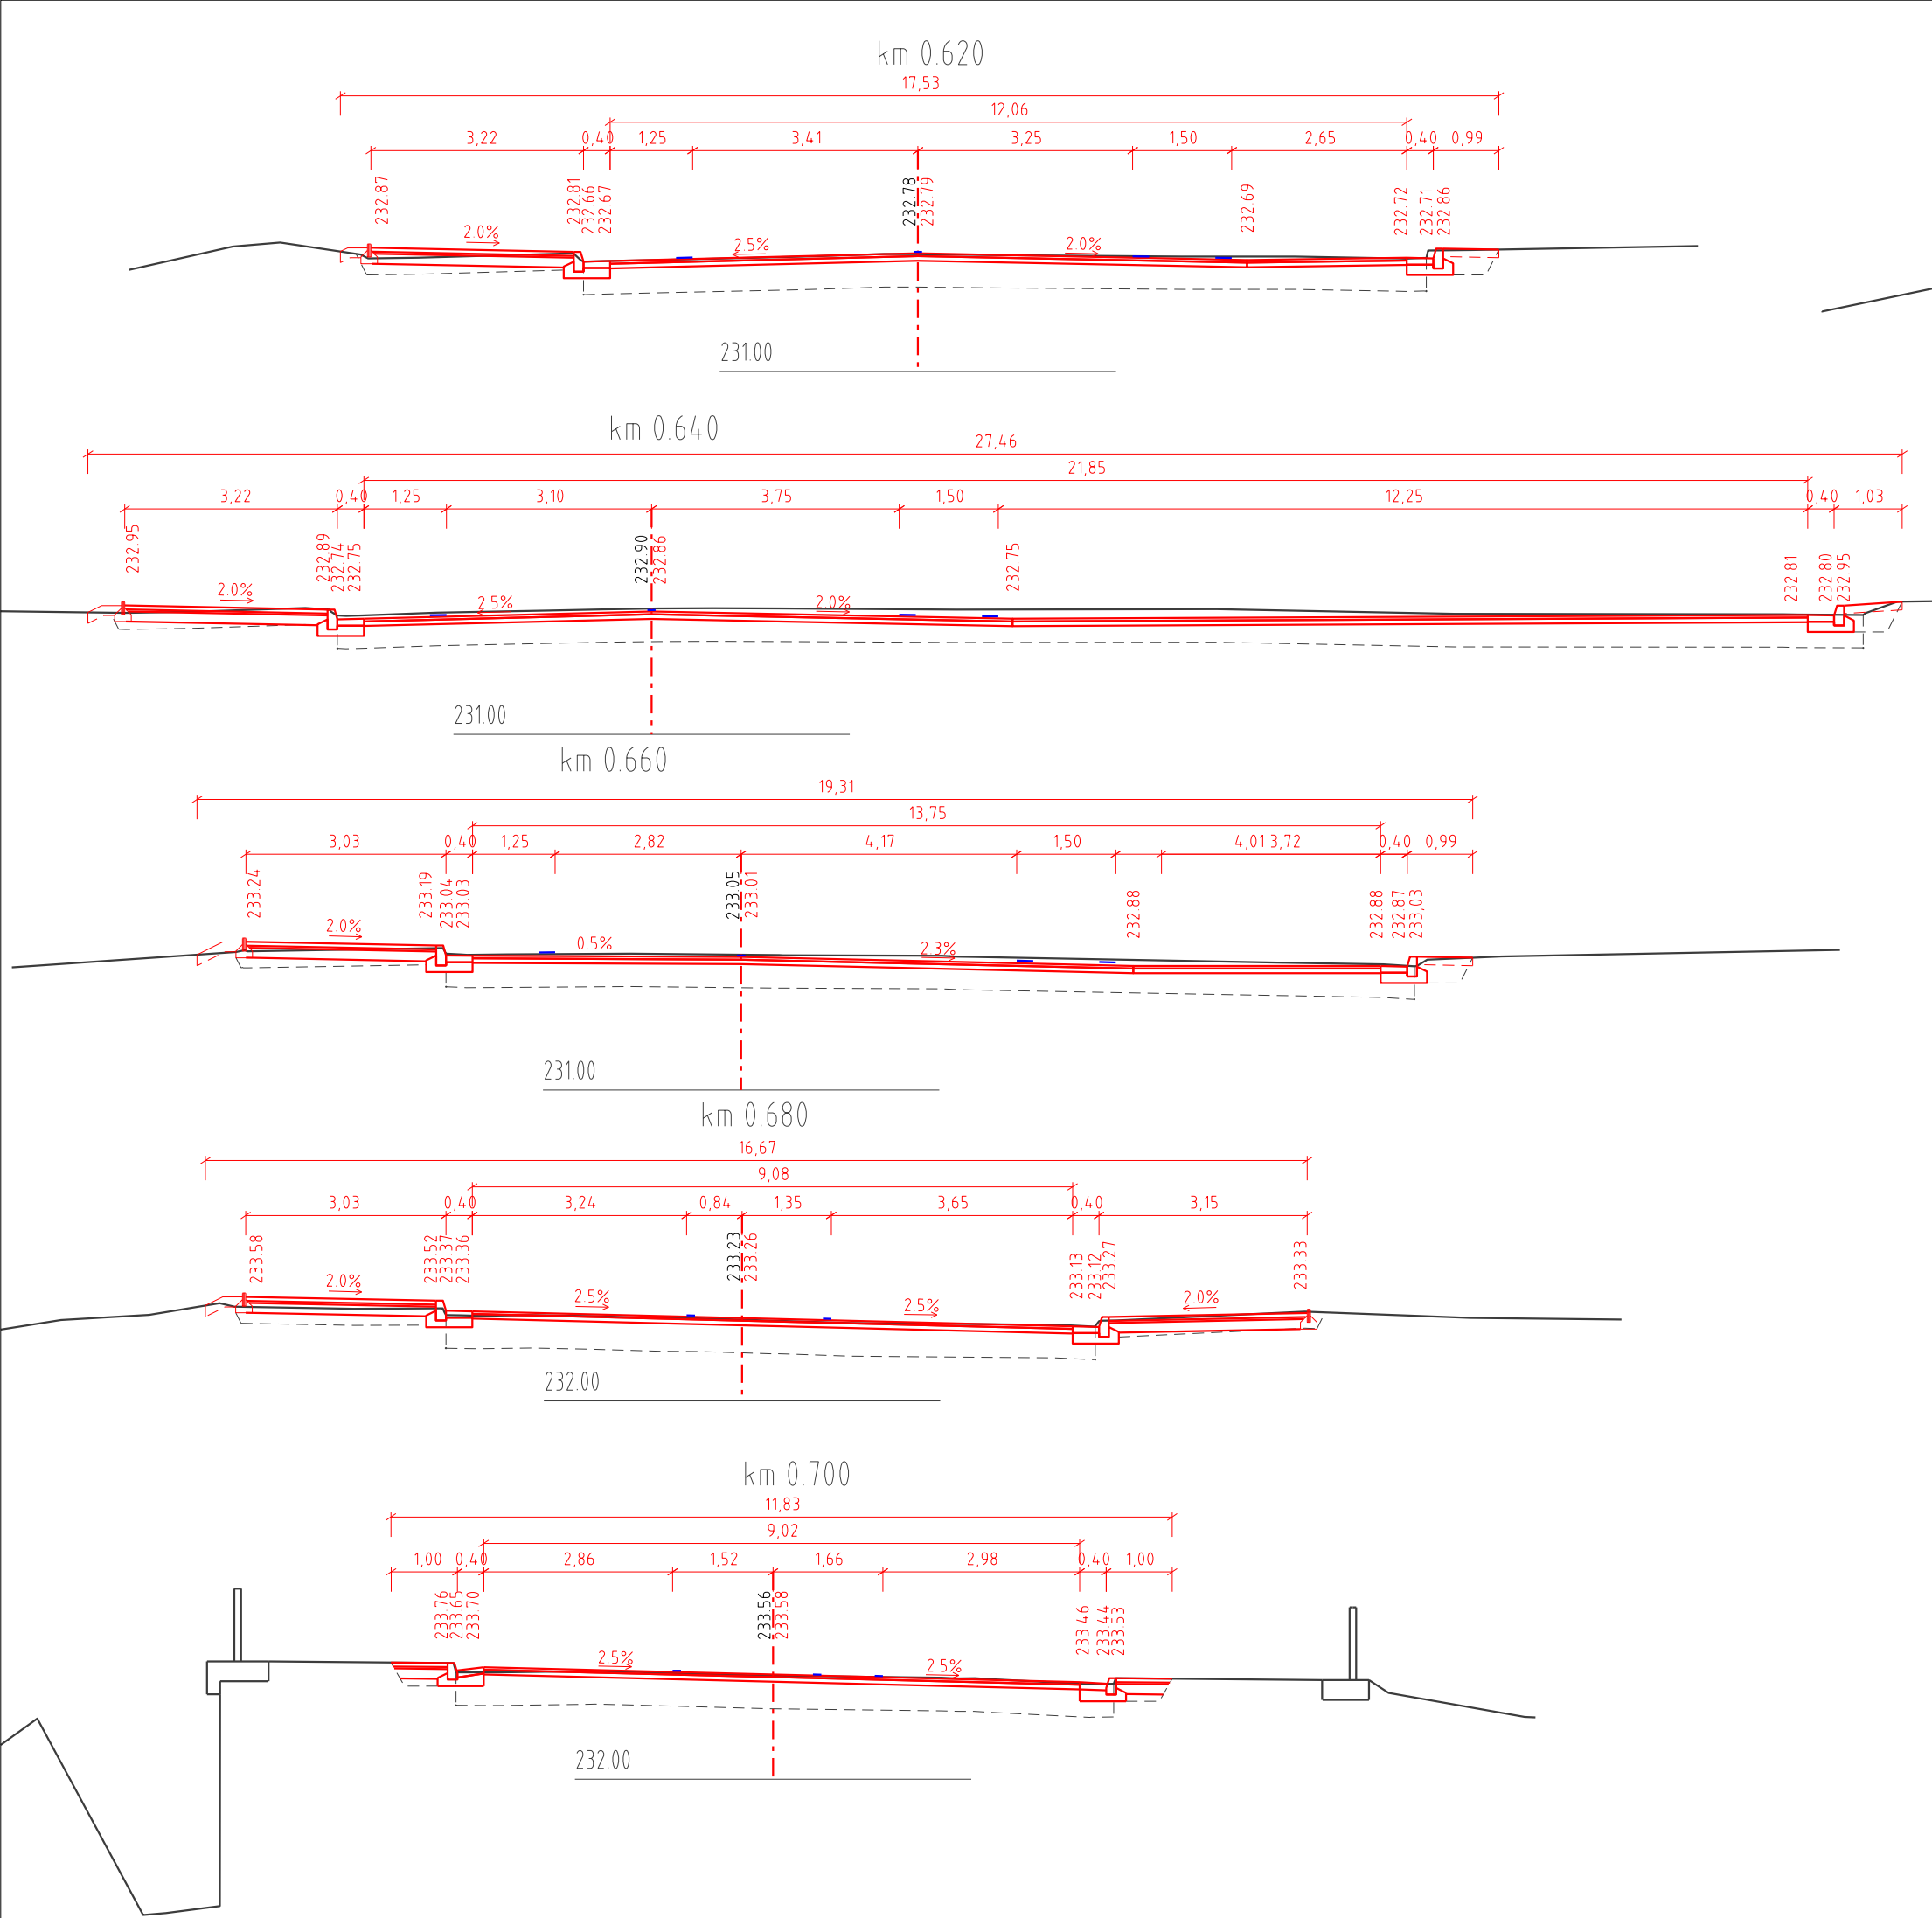 km 0.620
17,53
12,06
3,22 0,40 1,25 3,41 3,25 1,50 2,65 0,40 0,99
232.87 232.81 232.66 232.67 232.78 232.79 232.69 232.72 232.71 232.86
2.0% 2.5% 2.0%
231.00
km 0.640
27,46
21,85
3,22 0,40 1,25 3,10 3,75 1,50 12,25 0,40 1,03
232.95 232.89 232.74 232.75 232.90 232.86 232.75 232.81 232.80 232.95
2.0% 2.5% 2.0%
231.00
km 0.660
19,31
13,75
3,03 0,40 1,25 2,82 4,17 1,50 4,01 3,72 0,40 0,99
233.24 233.19 233.04 233.03 233.05 233.01 232.88 232.88 232.87 233,03
2.0% 0.5% 2.3%
231.00
km 0.680
16,67
9,08
3,03 0,40 3,24 0,84 1,35 3,65 0,40 3,15
233.58 233.52 233.37 233.36 233.23 233.26 233.13 233.12 233.27 233.33
2.0% 2.5% 2.5% 2.0%
232.00
km 0.700
11,83
9,02
1,00 0,40 2,86 1,52 1,66 2,98 0,40 1,00
233.76 233.65 233.70 233.56 233.58 233.46 233.44 233.53
2.5% 2.5%
232.00